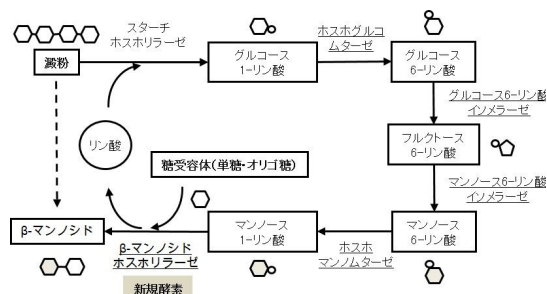 スターチ
ホスホリラーゼ
ホスホグルコ
ムターゼ
澱粉
グルコース
1-リン酸
グルコース
6-リン酸
グルコース6-リン酸
イソメラーゼ
リン酸
フルクトース
6-リン酸
糖受容体(単糖・オリゴ糖)
マンノース6-リン酸
イソメラーゼ
β-マンノシド
β-マンノシド
ホスホリラーゼ
新規酵素
マンノース
1-リン酸
ホスホ
マンノムターゼ
マンノース
6-リン酸